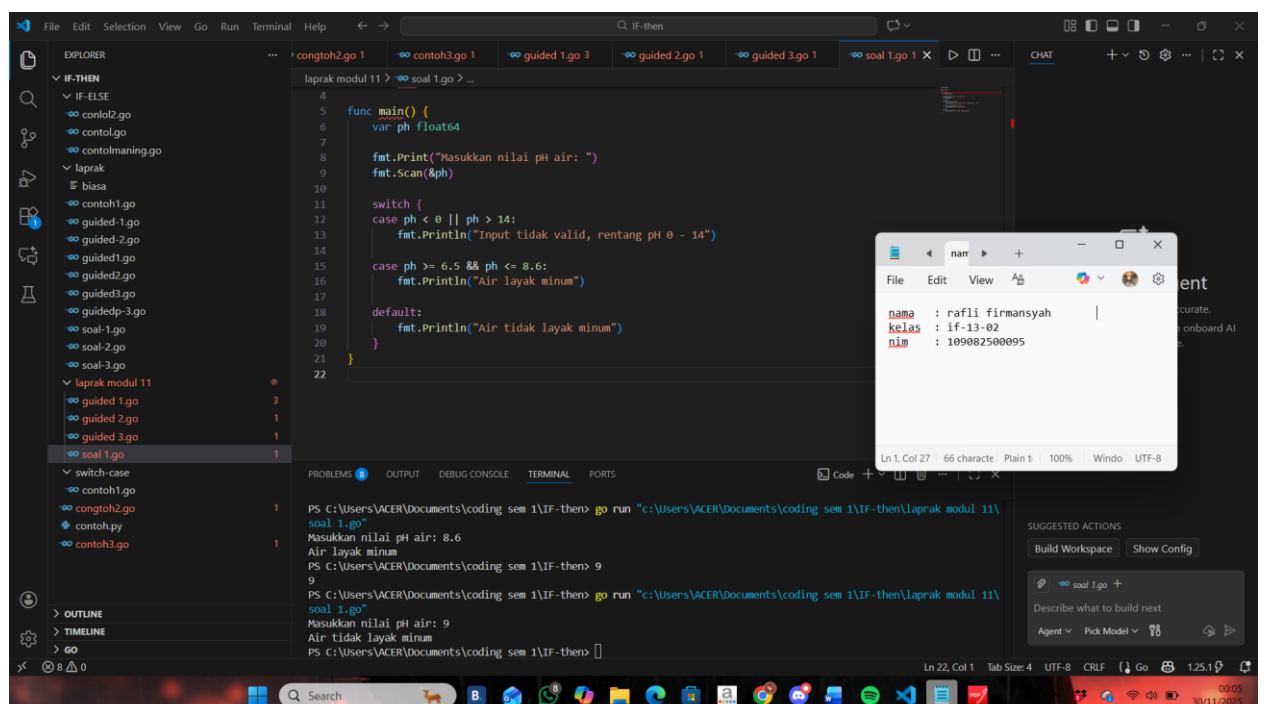 File Edit Selection View Go Run Terminal Help
IF-then
EXPLORER
IF-THEN
IF-ELSE
conlol2.go
contol.go
contolmaning.go
laprak
biasa
contoh1.go
guided-1.go
guided-2.go
guided1.go
guided2.go
guided3.go
guidedp-3.go
soal-1.go
soal-2.go
soal-3.go
laprak modul 11
guided 1.go 3
guided 2.go 1
guided 3.go 1
soal 1.go 1
switch-case
contoh1.go
congtoh2.go 1
contoh.py
contoh3.go 1
OUTLINE
TIMELINE
GO
1
congtoh2.go 1 contoh3.go 1 guided 1.go 3 guided 2.go 1 guided 3.go 1 soal 1.go 1
laprak modul 11 > soal 1.go > ...
4
5 func main() {
6 var ph float64
7
8 fmt.Print("Masukkan nilai pH air: ")
9 fmt.Scan(&ph)
10
11 switch {
12 case ph < 0 || ph > 14:
13 fmt.Println("Input tidak valid, rentang pH 0 - 14")
14
15 case ph >= 6.5 && ph <= 8.6:
16 fmt.Println("Air layak minum")
17
18 default:
19 fmt.Println("Air tidak layak minum")
20 }
21 }
22
PROBLEMS 8 OUTPUT DEBUG CONSOLE TERMINAL PORTS
Code
PS C:\Users\ACER\Documents\coding sem 1\IF-then> go run "c:\Users\ACER\Documents\coding sem 1\IF-then\laprak modul 11\
soal 1.go"
Masukkan nilai pH air: 8.6
Air layak minum
PS C:\Users\ACER\Documents\coding sem 1\IF-then> 9
9
PS C:\Users\ACER\Documents\coding sem 1\IF-then> go run "c:\Users\ACER\Documents\coding sem 1\IF-then\laprak modul 11\
soal 1.go"
Masukkan nilai pH air: 9
Air tidak layak minum
PS C:\Users\ACER\Documents\coding sem 1\IF-then>
nam
File Edit View
nama : rafli firmansyah
kelas : if-13-02
nim : 109082500095
Ln 1, Col 27 66 characte Plain t Windo UTF-8 100%
CHAT
ent
ccurate.
onboard AI
e.
SUGGESTED ACTIONS
Build Workspace Show Config
soal 1.go
Describe what to build next
Agent Pick Model
8 0
Ln 22, Col 1 Tab Size: 4 UTF-8 CRLF Go 1.25.1
Search
00:05
30/11/2025